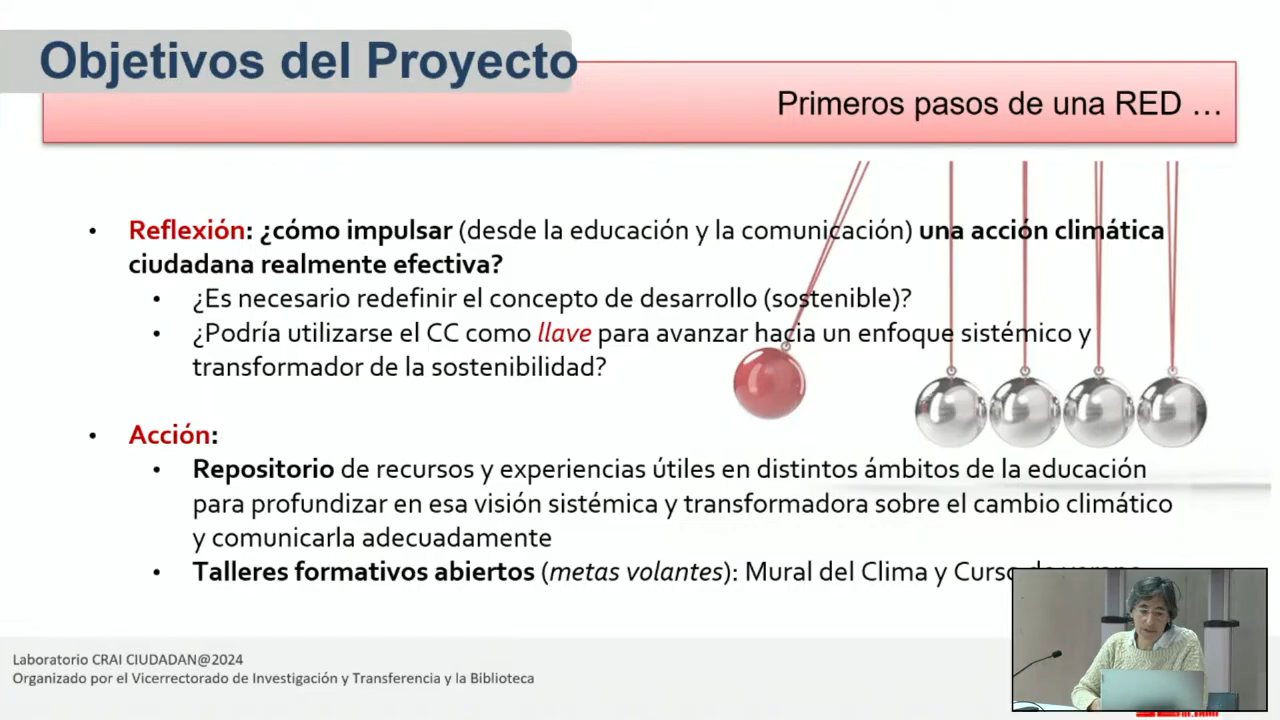 Objetivos del Proyecto
Primeros pasos de una RED ...
• Reflexión: ¿cómo impulsar (desde la educación y la comunicación) una acción climática
ciudadana realmente efectiva?
• ¿Es necesario redefinir el concepto de desarrollo (sostenible)?
• ¿Podría utilizarse el CC como llave para avanzar hacia un enfoque sistémico y
transformador de la sostenibilidad?
• Acción:
• Repositorio de recursos y experiencias útiles en distintos ámbitos de la educación
para profundizar en esa visión sistémica y transformadora sobre el cambio climático
y comunicarla adecuadamente
• Talleres formativos abiertos (metas volantes): Mural del Clima y Curso de verano
Laboratorio CRAI CIUDADAN@2024
Organizado por el Vicerrectorado de Investigación y Transferencia y la Biblioteca